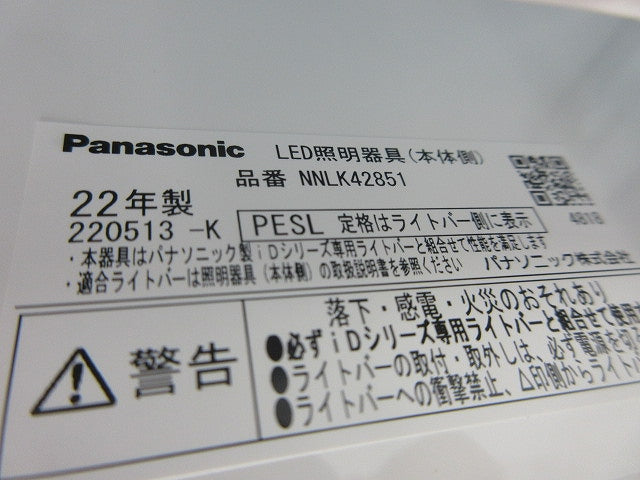 Panasonic LED照明器具(本体側)
品番 NNLK42851
22年製
220513 -K PESL 定格はライトバー側に表示
・本器具はパナソニック製iDシリーズ専用ライトバーと組合せて性能を満足します
・適合ライトバーは照明器具(本体側)の取扱説明書を参照ください パナソニック株式会社
警告
落下・感電・火災のおそれあり
●必ずiDシリーズ専用ライトバーと組合せて使用
●ライトバーの取付・取外しは、必ず電源を切
●ライトバーへの衝撃禁止、△印側からライト